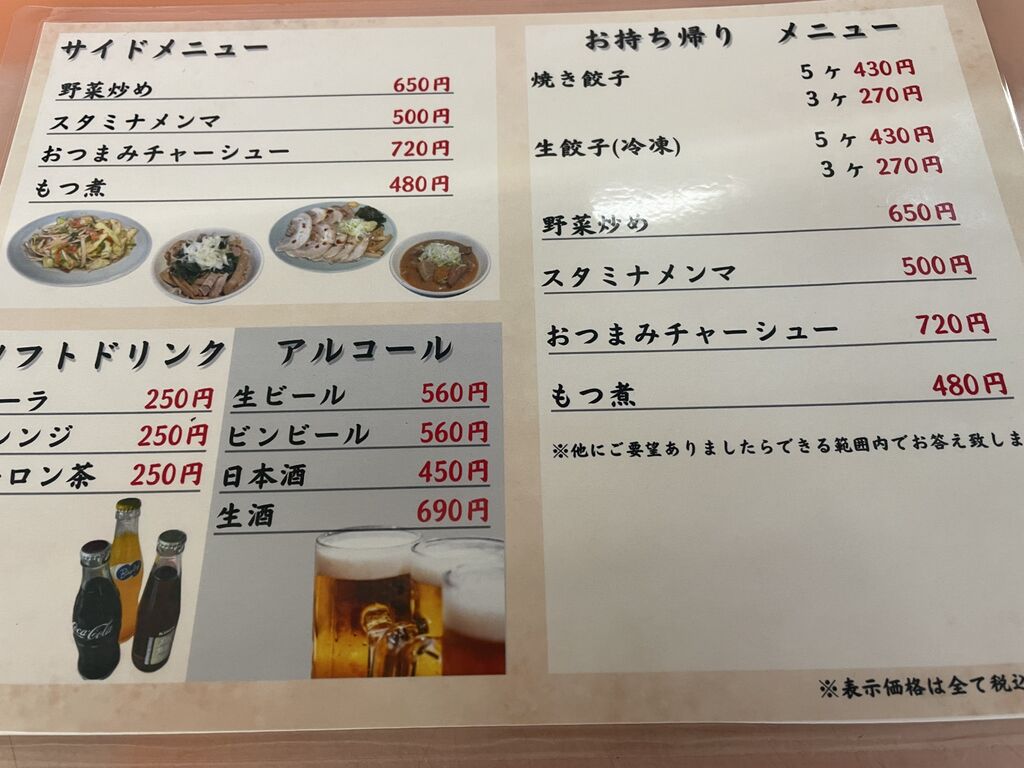 サイドメニュー
野菜炒め 650円
スタミナメンマ 500円
おつまみチャーシュー 720円
もつ煮 480円
フトドリンク
ーラ 250円
レンジ 250円
ーロン茶 250円
Coca-Cola
アルコール
生ビール 560円
ビンビール 560円
日本酒 450円
生酒 690円
お持ち帰り メニュー
焼き餃子 5ヶ 430円
3ヶ 270円
生餃子(冷凍) 5ヶ 430円
3ヶ 270円
野菜炒め 650円
スタミナメンマ 500円
おつまみチャーシュー 720円
もつ煮 480円
※他にご要望ありましたらできる範囲内でお答え致しま
※表示価格は全て税込